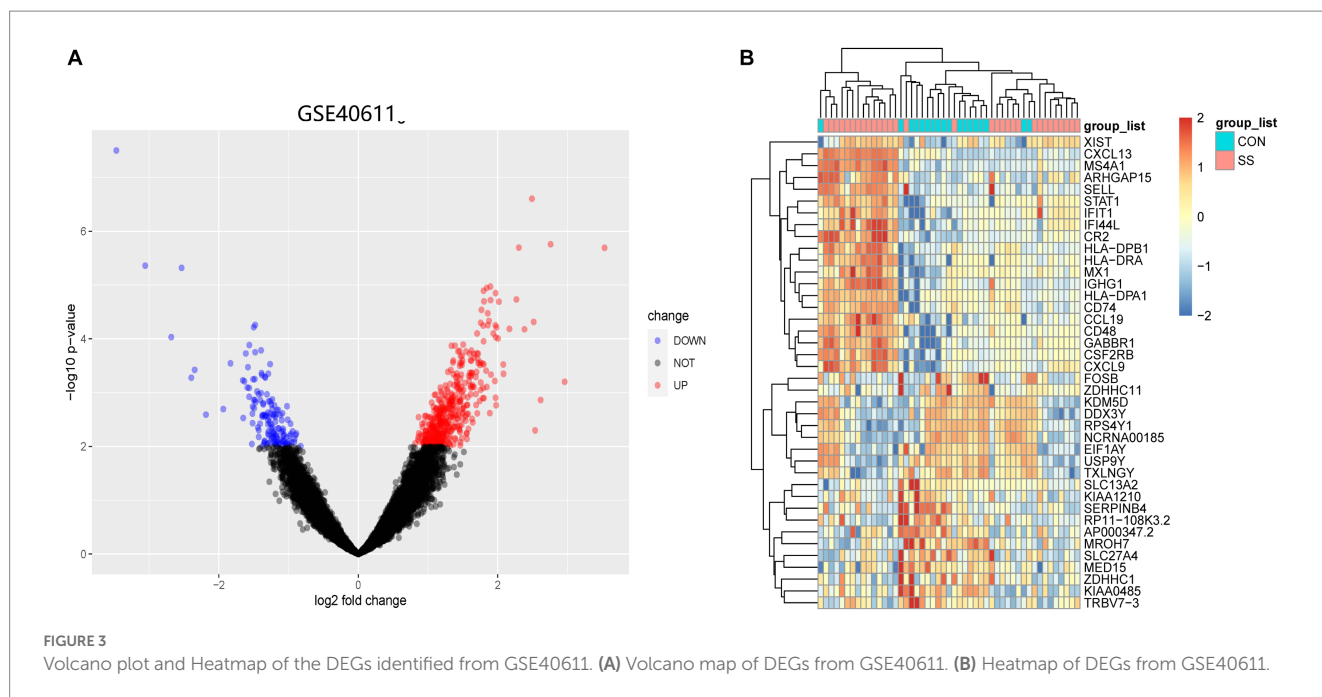 A
GSE40611
6
4
2
0
−2
0
2
−log10 p−value
log2 fold change
change
DOWN
NOT
UP
B
group_list
XIST
CXCL13
MS4A1
ARHGAP15
SELL
STAT1
IFIT1
IFI44L
CR2
HLA−DPB1
HLA−DRA
MX1
IGHG1
HLA−DPA1
CD74
CCL19
CD48
GABBR1
CSF2RB
CXCL9
FOSB
ZDHHC11
KDM5D
DDX3Y
RPS4Y1
NCRNA00185
EIF1AY
USP9Y
TXLNGY
SLC13A2
KIAA1210
SERPINB4
RP11−108K3.2
AP000347.2
MROH7
SLC27A4
MED15
ZDHHC1
KIAA0485
TRBV7−3
2
1
0
−1
−2
group_list
CON
SS
FIGURE 3
Volcano plot and Heatmap of the DEGs identified from GSE40611. (A) Volcano map of DEGs from GSE40611. (B) Heatmap of DEGs from GSE40611.